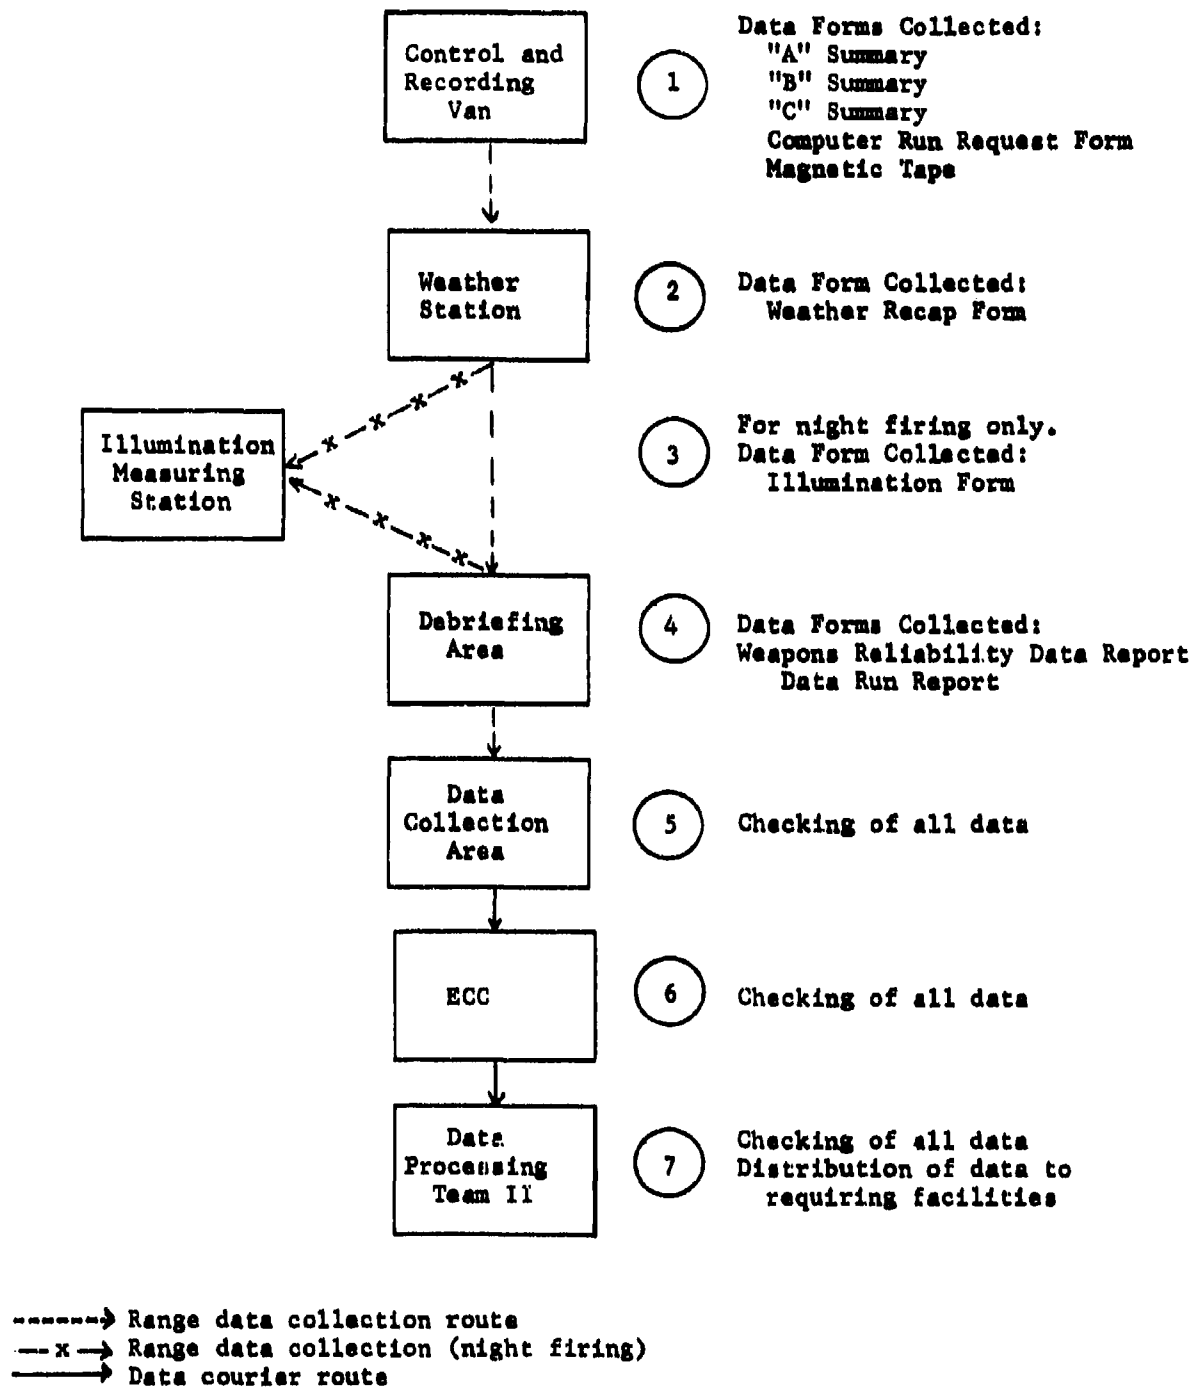 Control and
Recording
Van
1
Data Forms Collected:
"A" Summary
"B" Summary
"C" Summary
Computer Run Request Form
Magnetic Tape
Weather
Station
2
Data Form Collected:
Weather Recap Form
x x x x
Illumination
Measuring
Station
3
For night firing only.
Data Form Collected:
Illumination Form
x x x x
Debriefing
Area
4
Data Forms Collected:
Weapons Reliability Data Report
Data Run Report
Data
Collection
Area
5
Checking of all data
ECC
6
Checking of all data
Data
Processing
Team II
7
Checking of all data
Distribution of data to
requiring facilities
Range data collection route
x Range data collection (night firing)
Data courier route